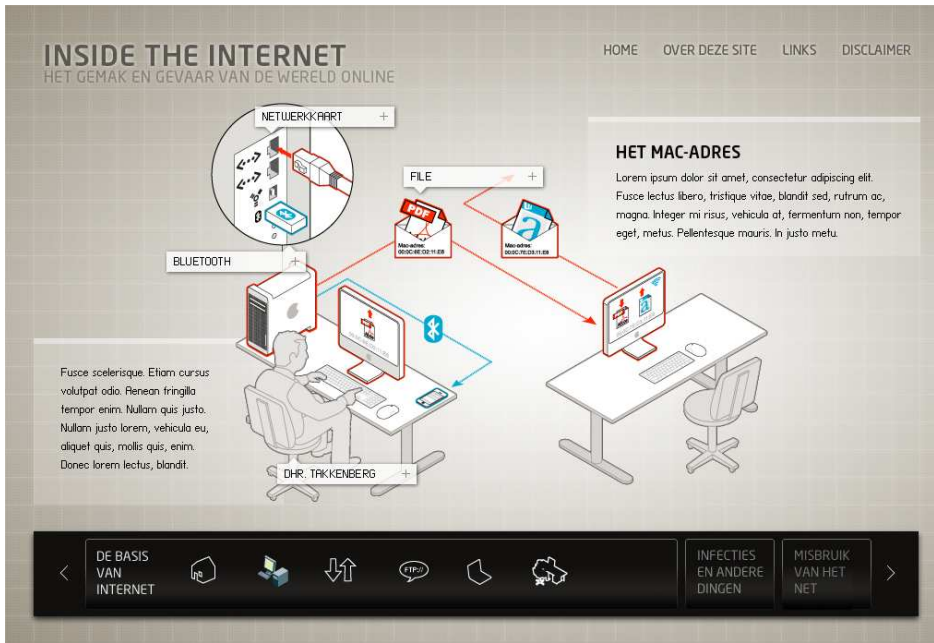 INSIDE THE INTERNET
HET GEMAK EN GEVAAR VAN DE WERELD ONLINE
HOME OVER DEZE SITE LINKS DISCLAIMER
NETWERKKAART +
FILE +
HET MAC-ADRES
Lorem ipsum dolor sit amet, consectetur adipiscing elit.
Fusce lectus libero, tristique vitae, blandit sed, rutrum ac,
magna. Integer mi risus, vehicula at, fermentum non, tempor
eget, metus. Pellentesque mauris. In justo metu.
PDF
Mac-adres:
Mac-adres:
BLUETOOTH +
Fusce scelerisque. Etiam cursus
volutpat odio. Aenean fringilla
tempor enim. Nullam quis justo.
Nullam justo lorem, vehicula eu,
aliquet quis, mollis quis, enim.
Donec lorem lectus, blandit.
DHR. TAKKENBERG +
DE BASIS
VAN
INTERNET
FTP://
INFECTIES
EN ANDERE
DINGEN
MISBRUIK
VAN HET
NET